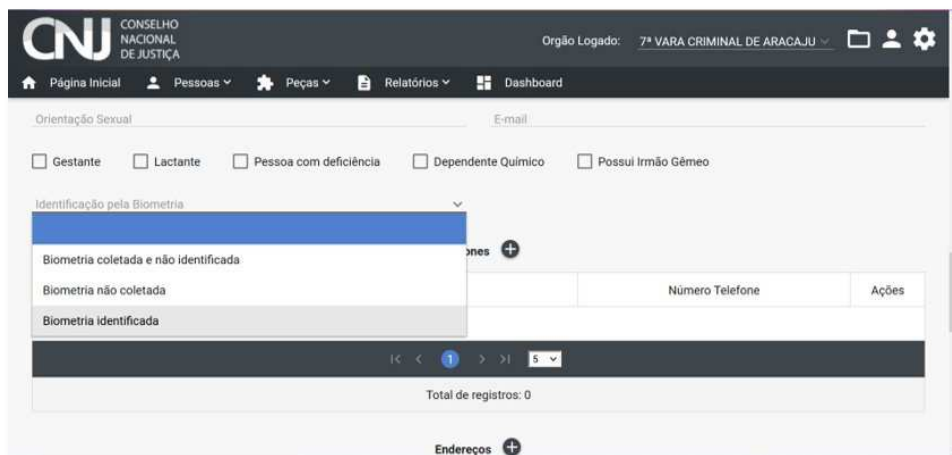 CNJ CONSELHO
NACIONAL
DE JUSTIÇA
Orgão Logado: 7ª VARA CRIMINAL DE ARACAJU
Página Inicial Pessoas Peças Relatórios Dashboard
Orientação Sexual E-mail
Gestante Lactante Pessoa com deficiência Dependente Químico Possui Irmão Gêmeo
Identificação pela Biometria
Biometria coletada e não identificada
Biometria não coletada
Biometria identificada
ones
Número Telefone Ações
1 5
Total de registros: 0
Endereços